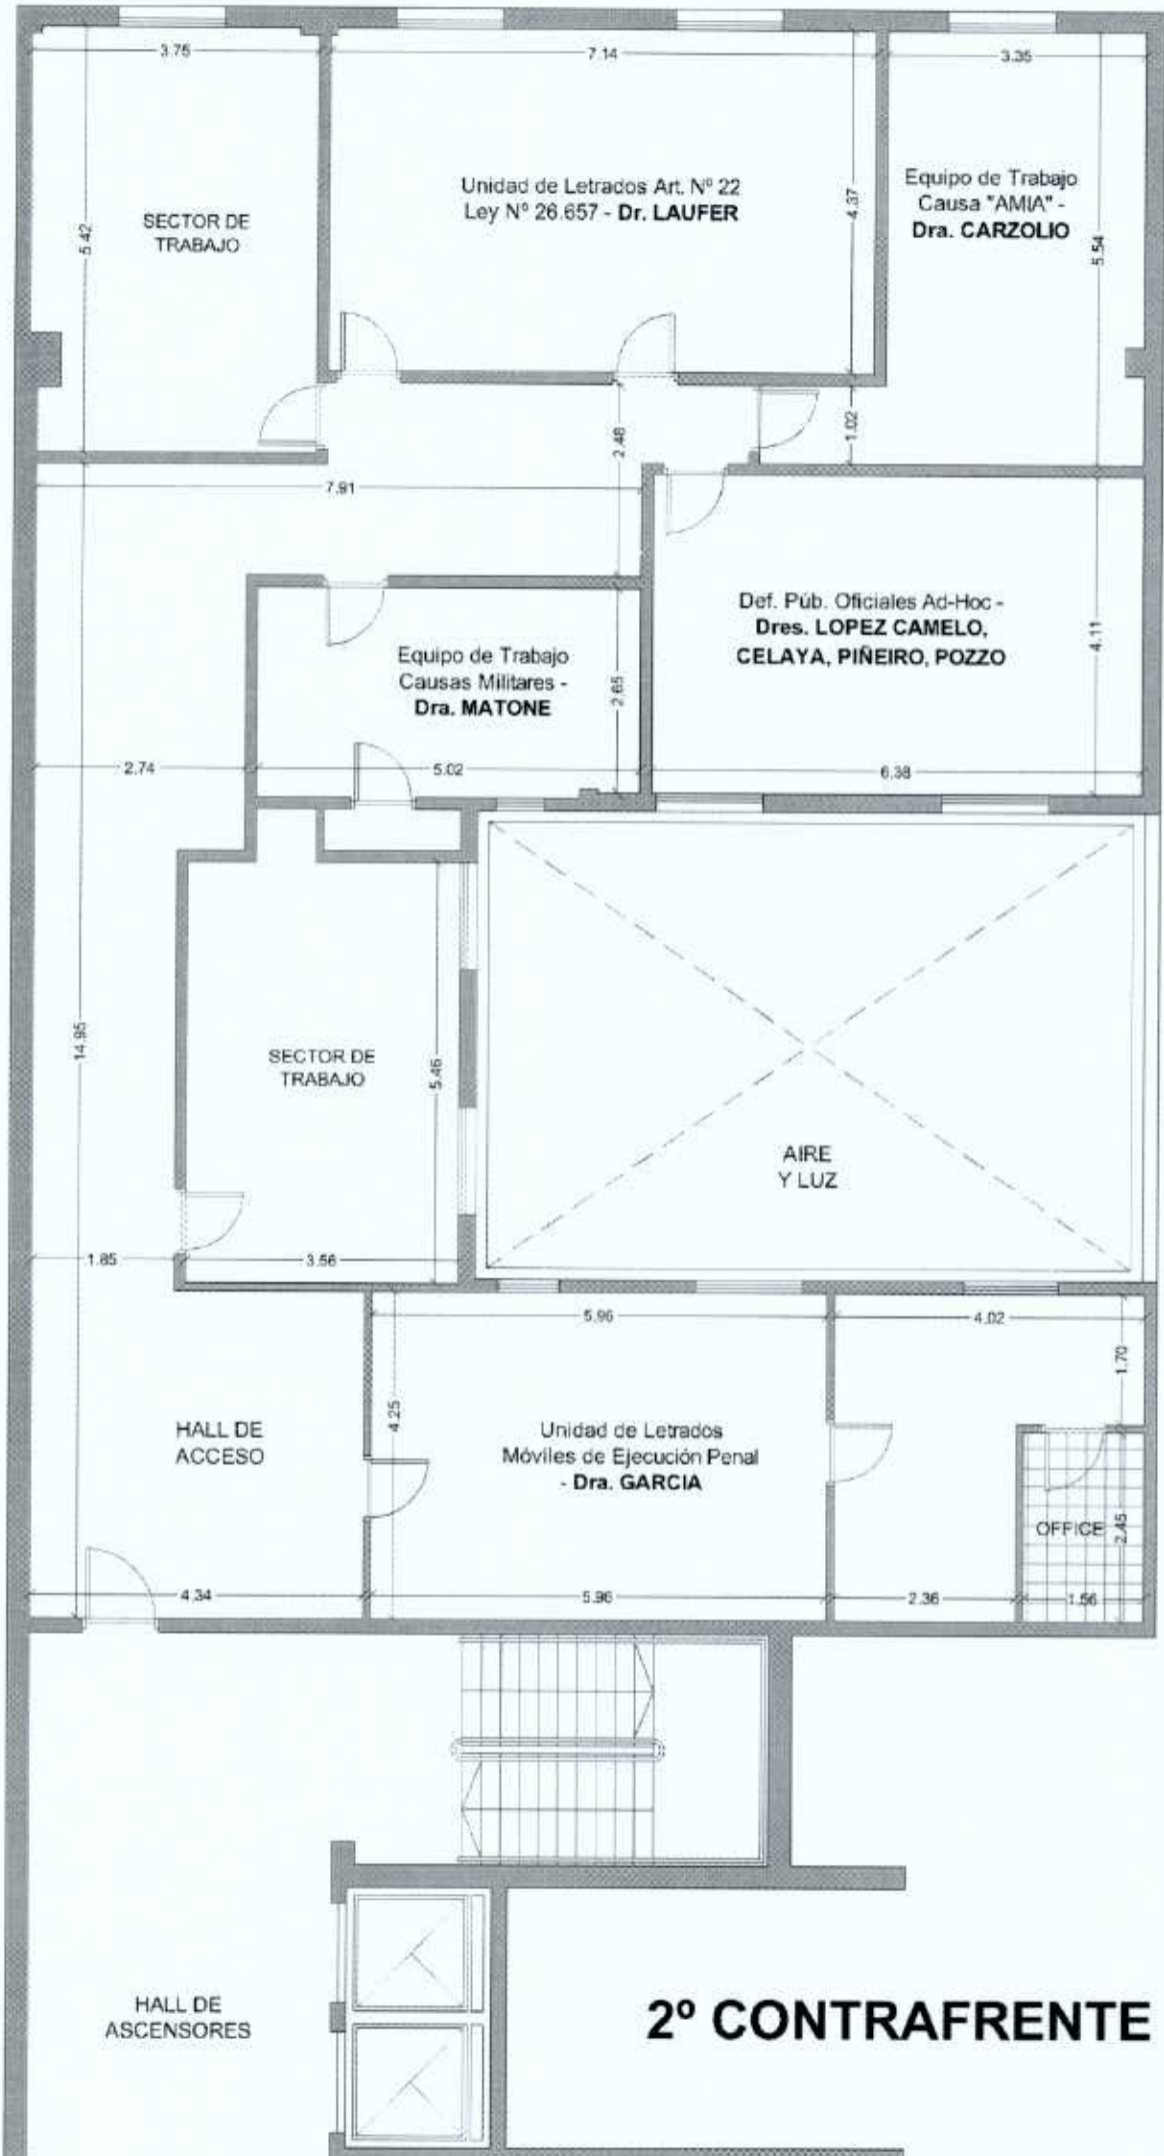 3.75
7.14
3.35
5.42
SECTOR DE
TRABAJO
Unidad de Letrados Art. Nº 22
Ley Nº 26.657 - Dr. LAUFER
4.37
Equipo de Trabajo
Causa "AMIA" -
Dra. CARZOLIO
5.54
1.02
2.48
7.91
Equipo de Trabajo
Causas Militares -
Dra. MATONE
2.65
Def. Púb. Oficiales Ad-Hoc -
Dres. LOPEZ CAMELO,
CELAYA, PIÑEIRO, POZZO
4.11
2.74
5.02
6.38
14.95
SECTOR DE
TRABAJO
5.46
AIRE
Y LUZ
1.85
3.56
5.96
4.02
1.70
HALL DE
ACCESO
4.25
Unidad de Letrados
Móviles de Ejecución Penal
- Dra. GARCIA
OFFICE
2.45
4.34
5.96
2.36
1.56
HALL DE
ASCENSORES
2º CONTRAFRENTE